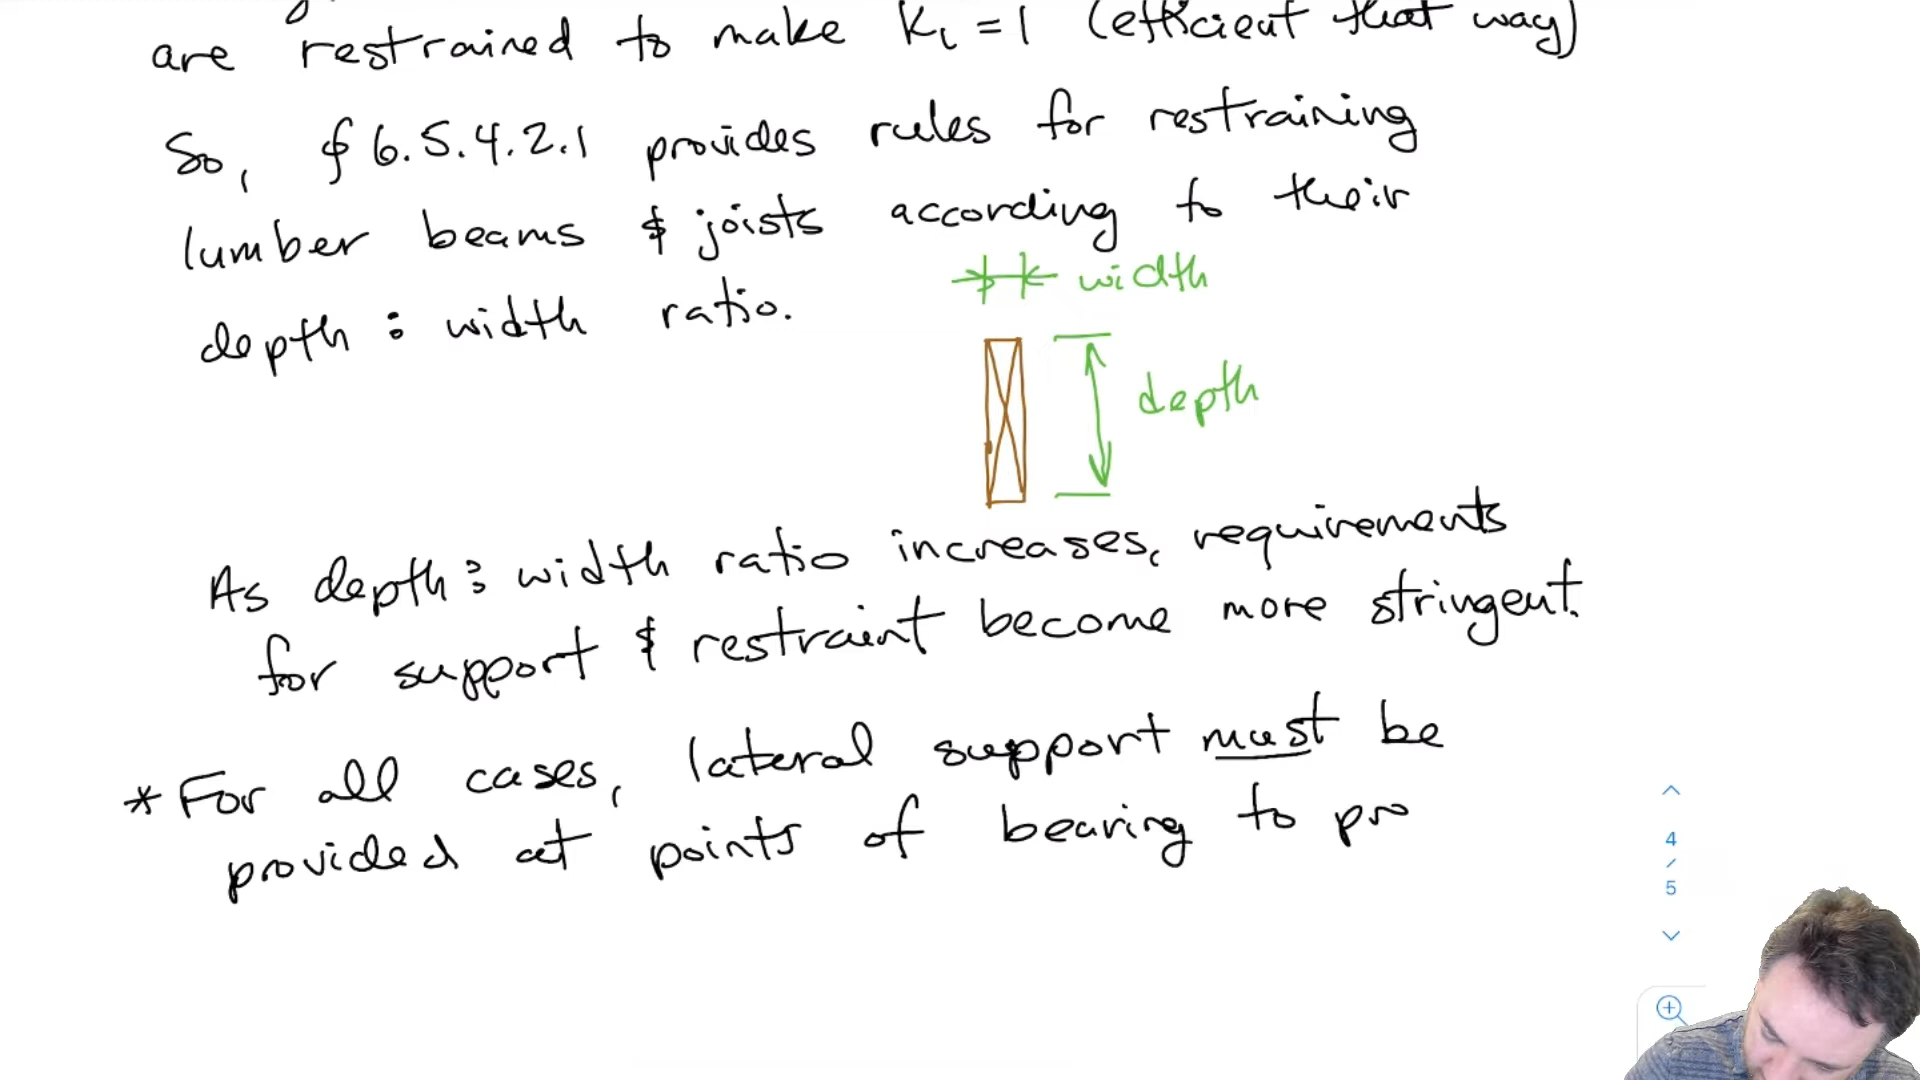 are restrained to make KL = 1 (efficient that way)
So, § 6.5.4.2.1 provides rules for restraining
lumber beams & joists according to their
depth : width ratio.
width
depth
As depth : width ratio increases, requirements
for support & restraint become more stringent.
* For all cases, lateral support must be
provided at points of bearing to pro
4
/
5